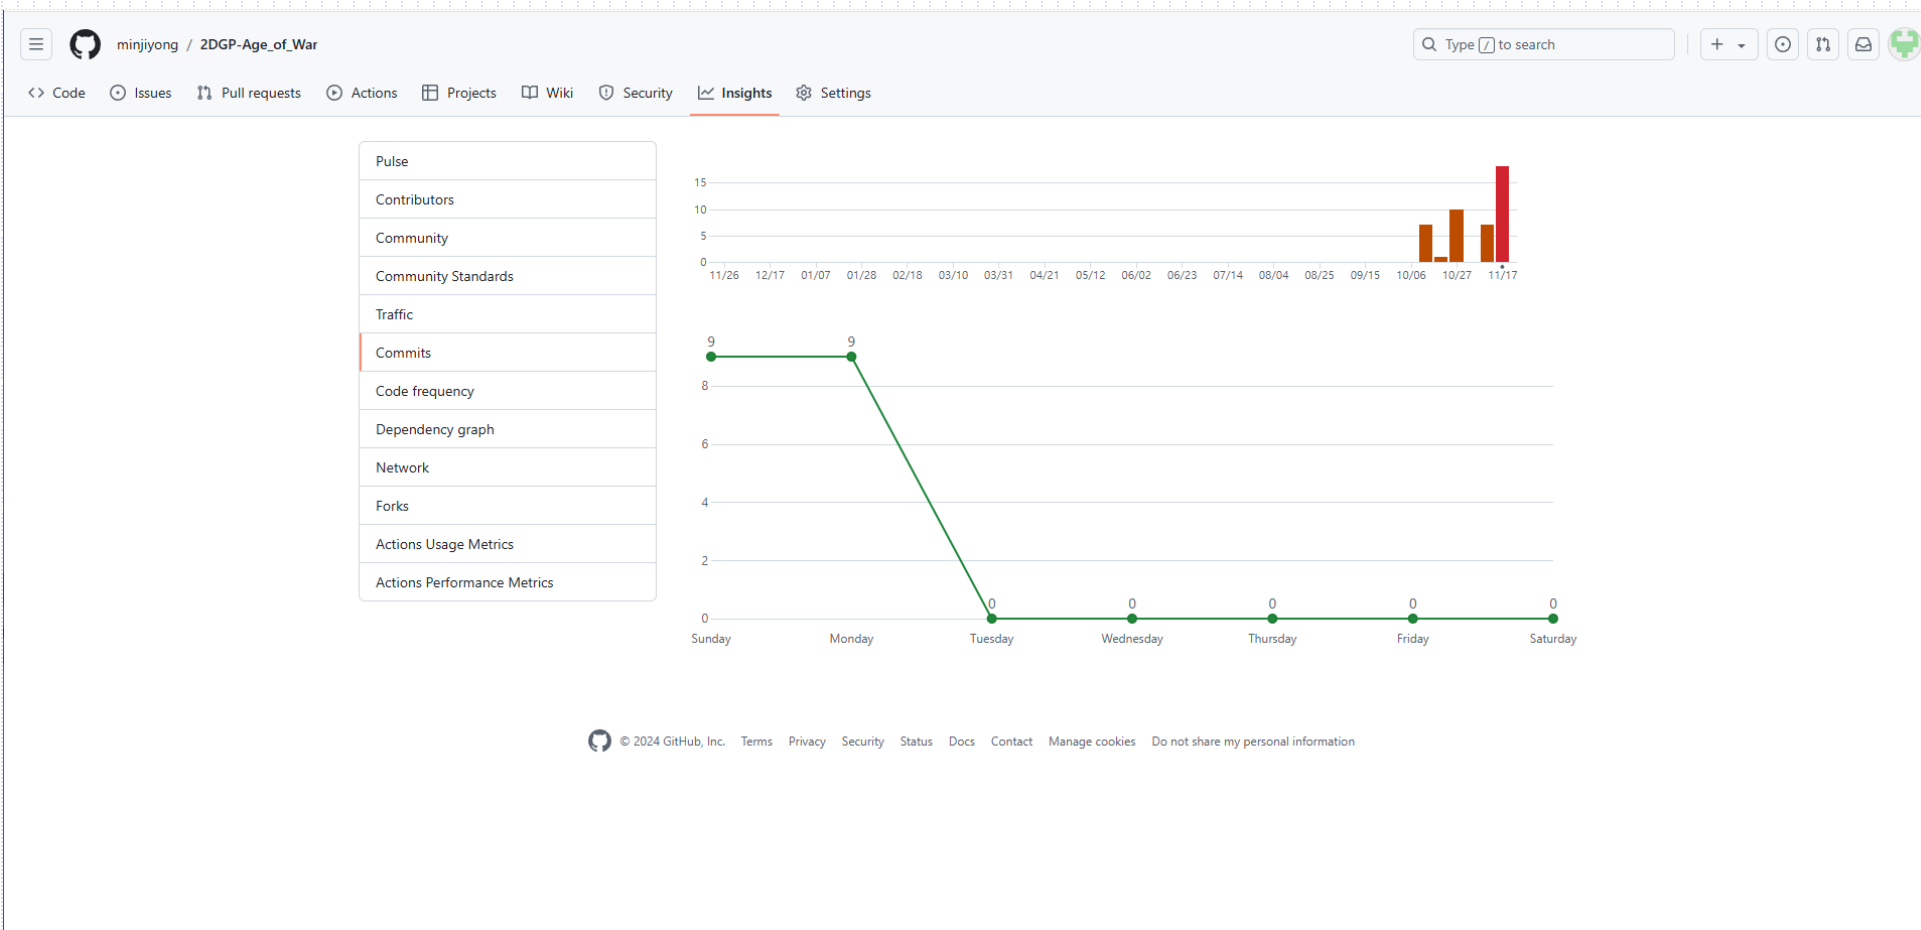 minjiyong / 2DGP-Age_of_War
Type / to search
Code Issues Pull requests Actions Projects Wiki Security Insights Settings
Pulse
Contributors
Community
Community Standards
Traffic
Commits
Code frequency
Dependency graph
Network
Forks
Actions Usage Metrics
Actions Performance Metrics
15
10
5
0
11/26 12/17 01/07 01/28 02/18 03/10 03/31 04/21 05/12 06/02 06/23 07/14 08/04 08/25 09/15 10/06 10/27 11/17
9 9
8
6
4
2
0 0 0 0 0
0
Sunday Monday Tuesday Wednesday Thursday Friday Saturday
© 2024 GitHub, Inc. Terms Privacy Security Status Docs Contact Manage cookies Do not share my personal information